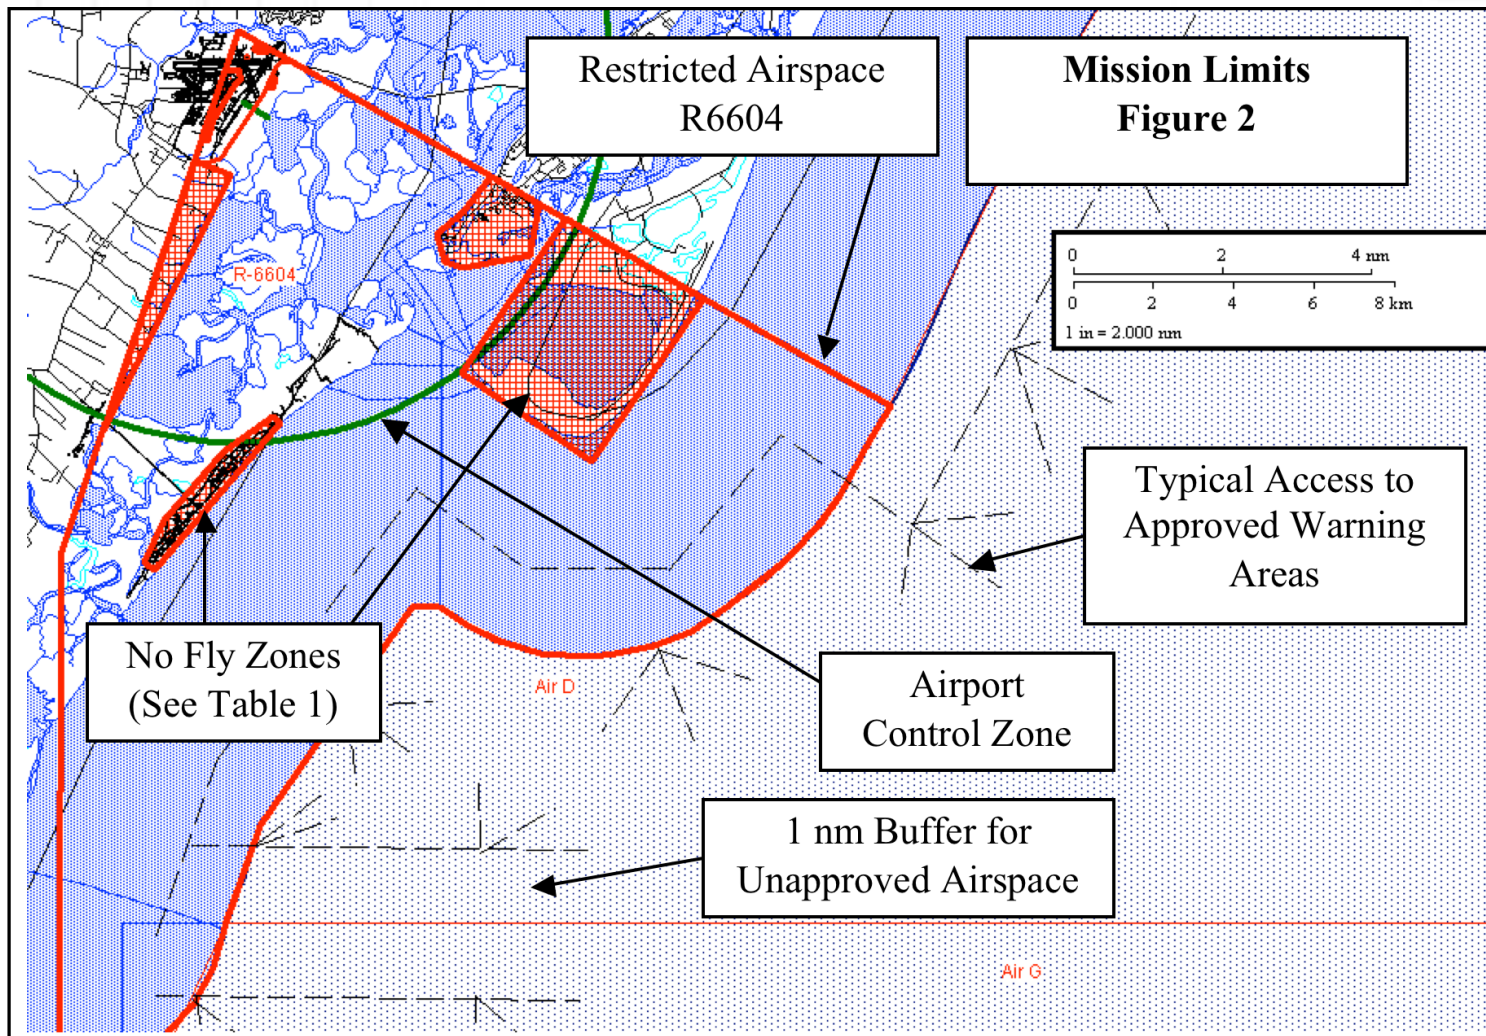 Restricted Airspace
R6604
Mission Limits
Figure 2
0 2 4 nm
0 2 4 6 8 km
1 in = 2.000 nm
R-6604
Typical Access to
Approved Warning
Areas
No Fly Zones
(See Table 1)
Air D
Airport
Control Zone
1 nm Buffer for
Unapproved Airspace
Air G